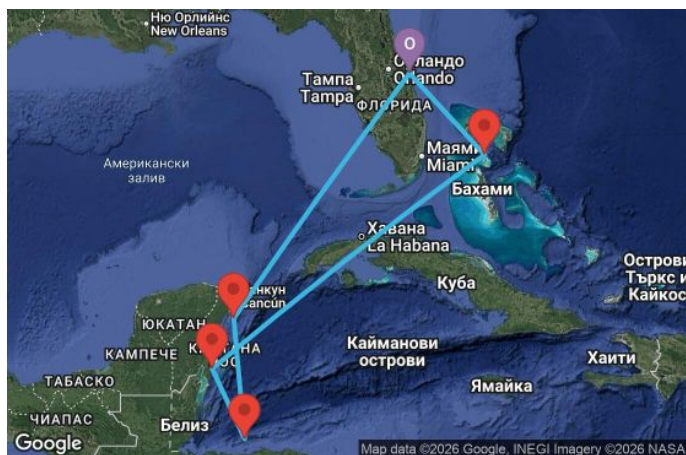 Ню Орлийнс
New Orleans
O
Орландо
Orlando
Тампа
Tampa
ФЛОРИДА
Американски
залив
Маями
Miami
Бахами
Хавана
La Habana
Острови
Търкс и
Кайкос
Куба
Cancún
ЮКАТАН
КАМПЕЧЕ
Кайманови
острови
Хаити
ТАБАСКО
Ямайка
ЧИАПАС
Белиз
Google
Map data ©2026 Google, INEGI Imagery ©2026 NASA